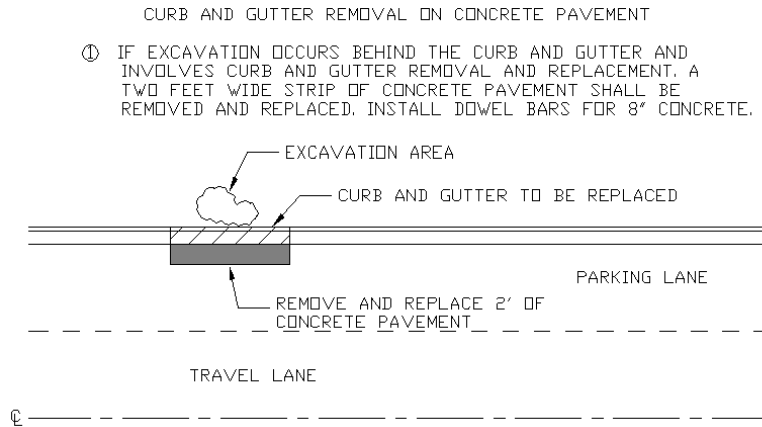 CURB AND GUTTER REMOVAL ON CONCRETE PAVEMENT
① IF EXCAVATION OCCURS BEHIND THE CURB AND GUTTER AND
INVOLVES CURB AND GUTTER REMOVAL AND REPLACEMENT. A
TWO FEET WIDE STRIP OF CONCRETE PAVEMENT SHALL BE
REMOVED AND REPLACED. INSTALL DOWEL BARS FOR 8" CONCRETE.
EXCAVATION AREA
CURB AND GUTTER TO BE REPLACED
PARKING LANE
REMOVE AND REPLACE 2' OF
CONCRETE PAVEMENT
TRAVEL LANE
℄